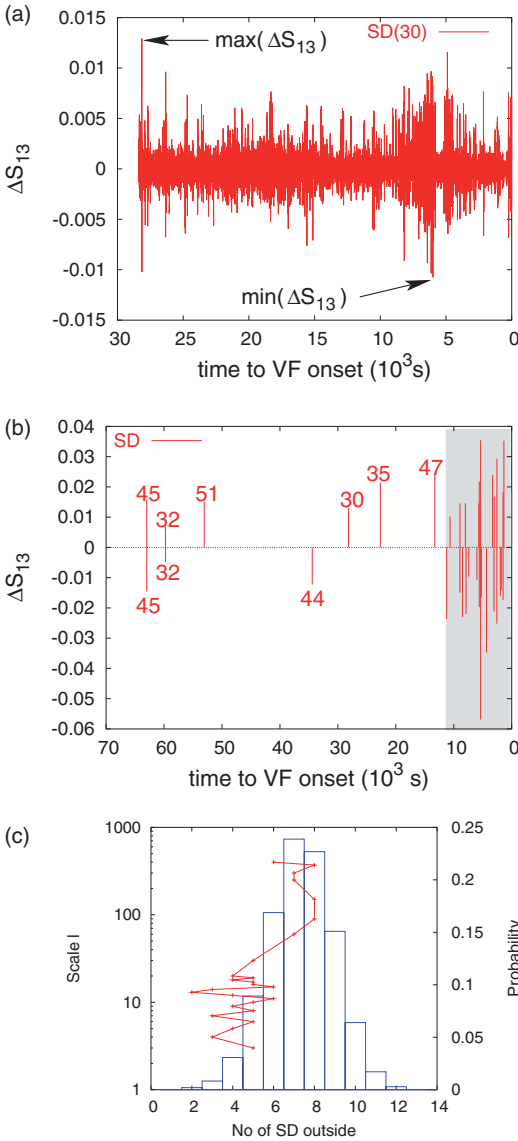 (a)
0.015
0.01
0.005
0
-0.005
-0.01
-0.015
ΔS13
max(ΔS13)
SD(30)
min(ΔS13)
30 25 20 15 10 5 0
time to VF onset (10³s)
(b)
0.04
0.03
0.02
0.01
0
-0.01
-0.02
-0.03
-0.04
-0.05
-0.06
ΔS13
SD
45
32
51
30
35
47
32
45
44
70 60 50 40 30 20 10 0
time to VF onset (10³ s)
(c)
1000
100
10
1
Scale l
0.25
0.2
0.15
0.1
0.05
0
Probability
0 2 4 6 8 10 12 14
No of SD outside